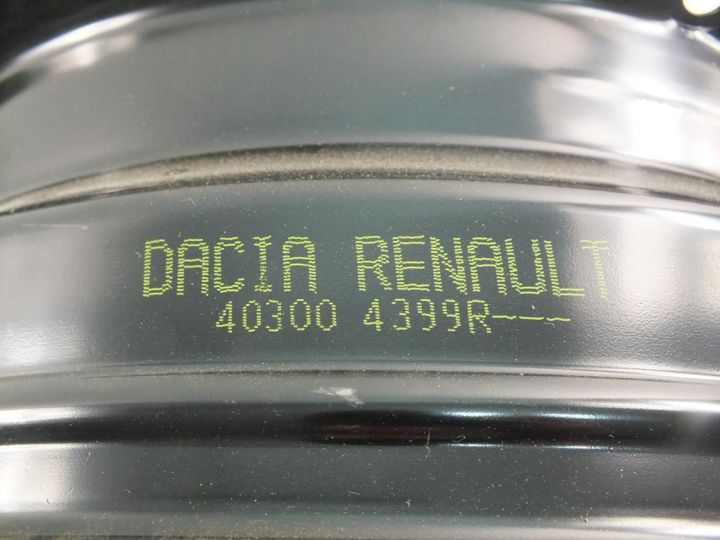 DACIA RENAULT
40300 4399R---